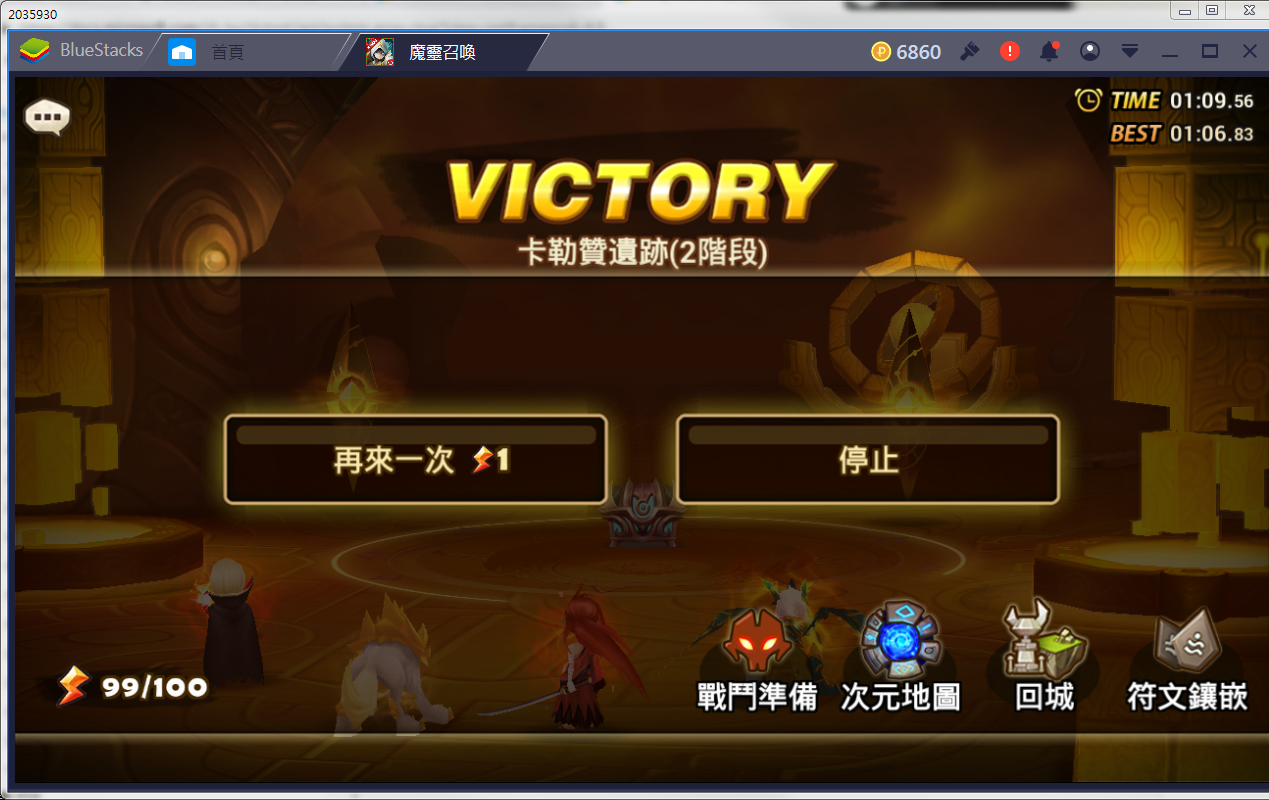 2035930
BlueStacks
首頁
魔靈召喚
6860
TIME 01:09.56
BEST 01:06.83
VICTORY
卡勒贊遺跡(2階段)
再來一次 1
停止
99/100
戰鬥準備
次元地圖
回城
符文鑲嵌